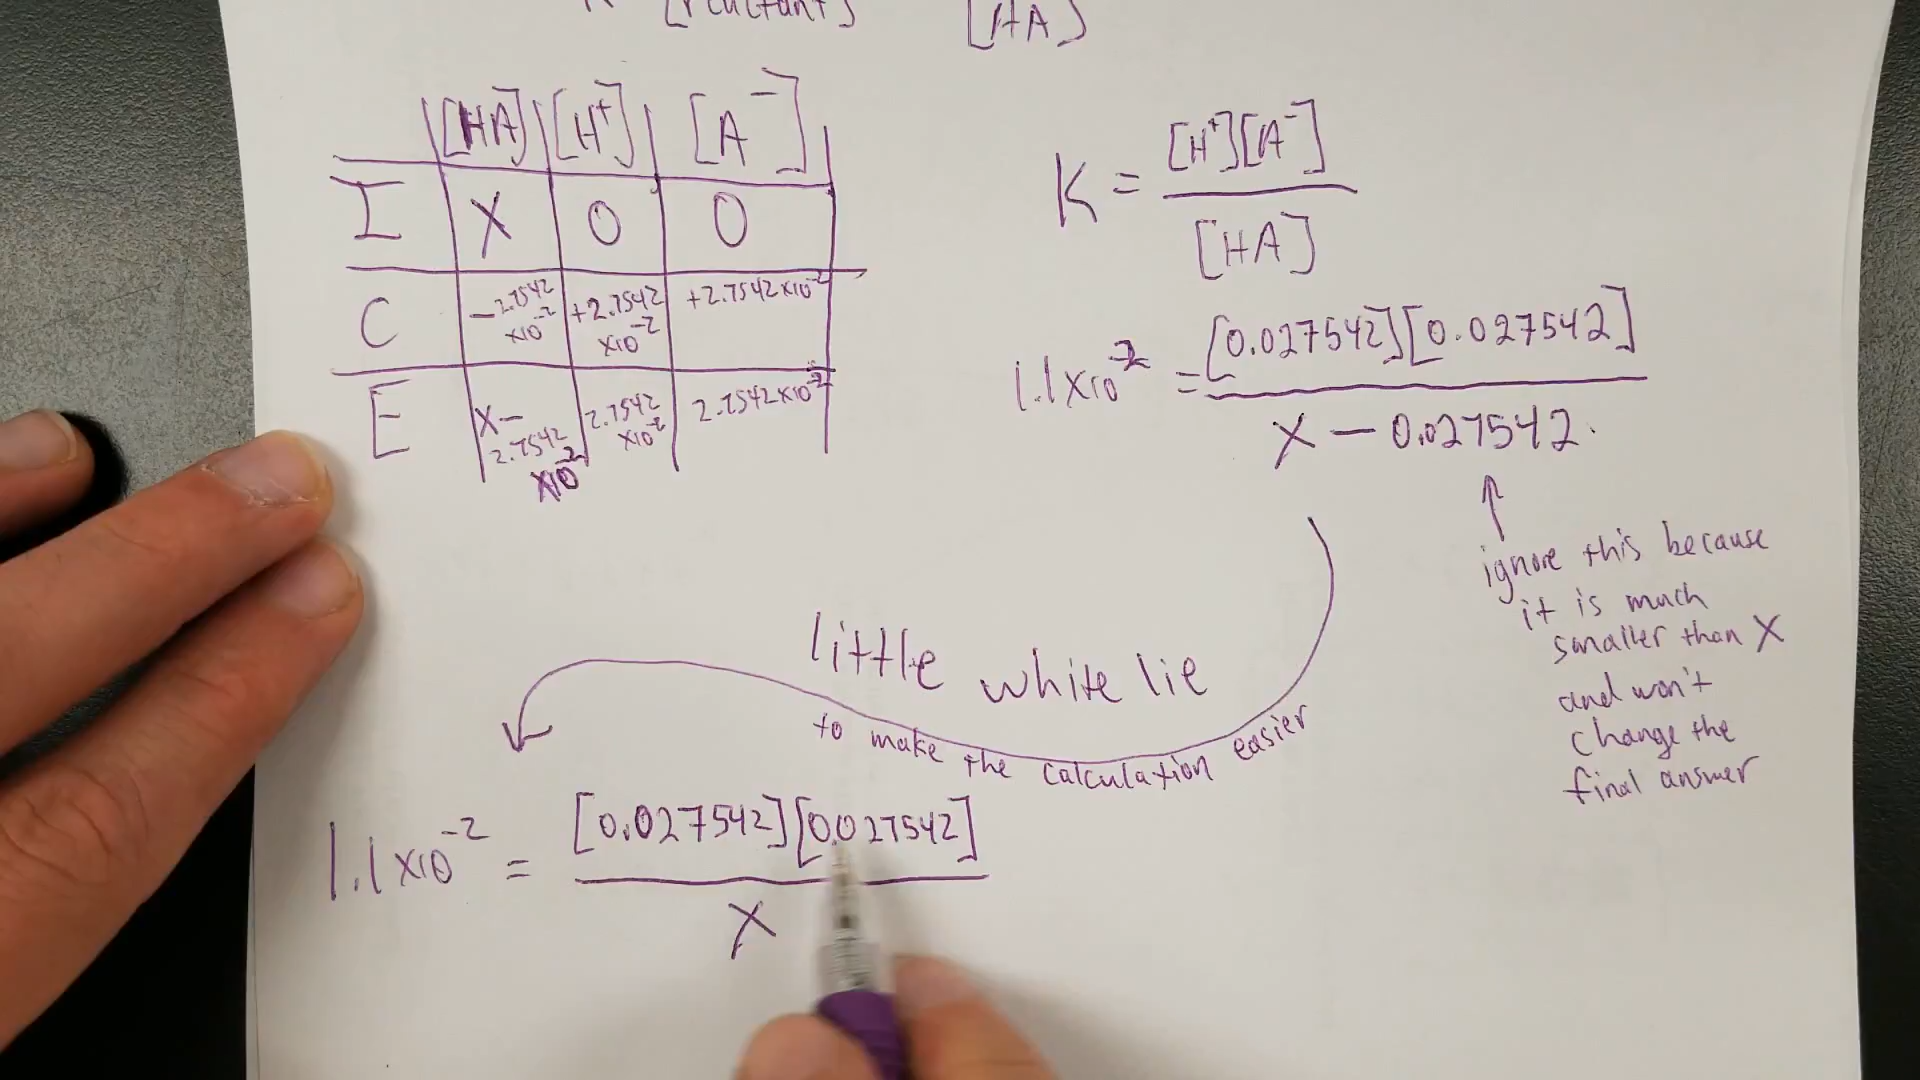 [reactant] [HA]
[HA] [H⁺] [A⁻]
I X 0 0
C -2.7542 x10⁻² +2.7542 x10⁻² +2.7542x10⁻²
E X- 2.7542 x10⁻² 2.7542 x10⁻² 2.7542x10⁻²
K = [H⁺][A⁻]
[HA]
1.1x10⁻² = [0.027542][0.027542]
X - 0.027542
ignore this because
it is much
smaller than X
and won't
change the
final answer
little white lie
to make the calculation easier
1.1x10⁻² = [0.027542][0.027542]
X